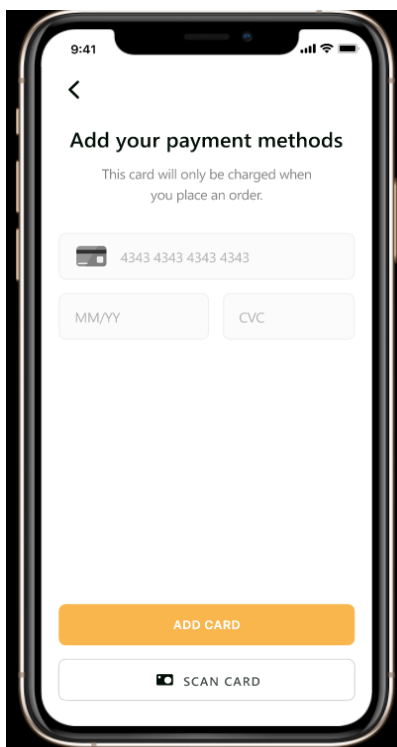 9:41
Add your payment methods
This card will only be charged when
you place an order.
4343 4343 4343 4343
MM/YY CVC
ADD CARD
SCAN CARD